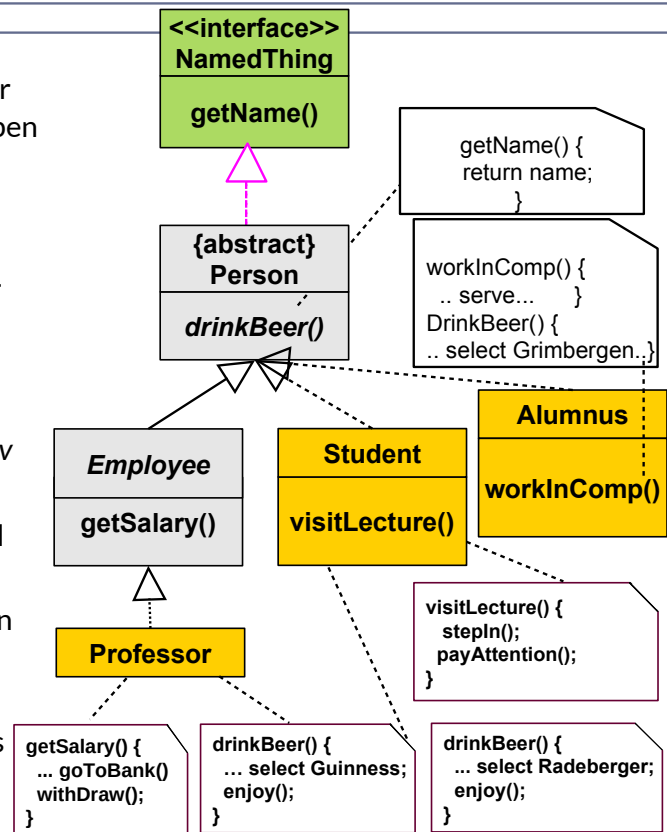 <<interface>>
NamedThing
getName()
r
pen
getName() {
return name;
}
{abstract}
Person
drinkBeer()
workInComp() {
.. serve... }
DrinkBeer() {
.. select Grimbergen..}
Alumnus
workInComp()
Employee
getSalary()
Student
visitLecture()
v
n
visitLecture() {
stepIn();
payAttention();
}
Professor
s
getSalary() {
... goToBank()
withDraw();
}
drinkBeer() {
... select Guinness;
enjoy();
}
drinkBeer() {
... select Radeberger;
enjoy();
}